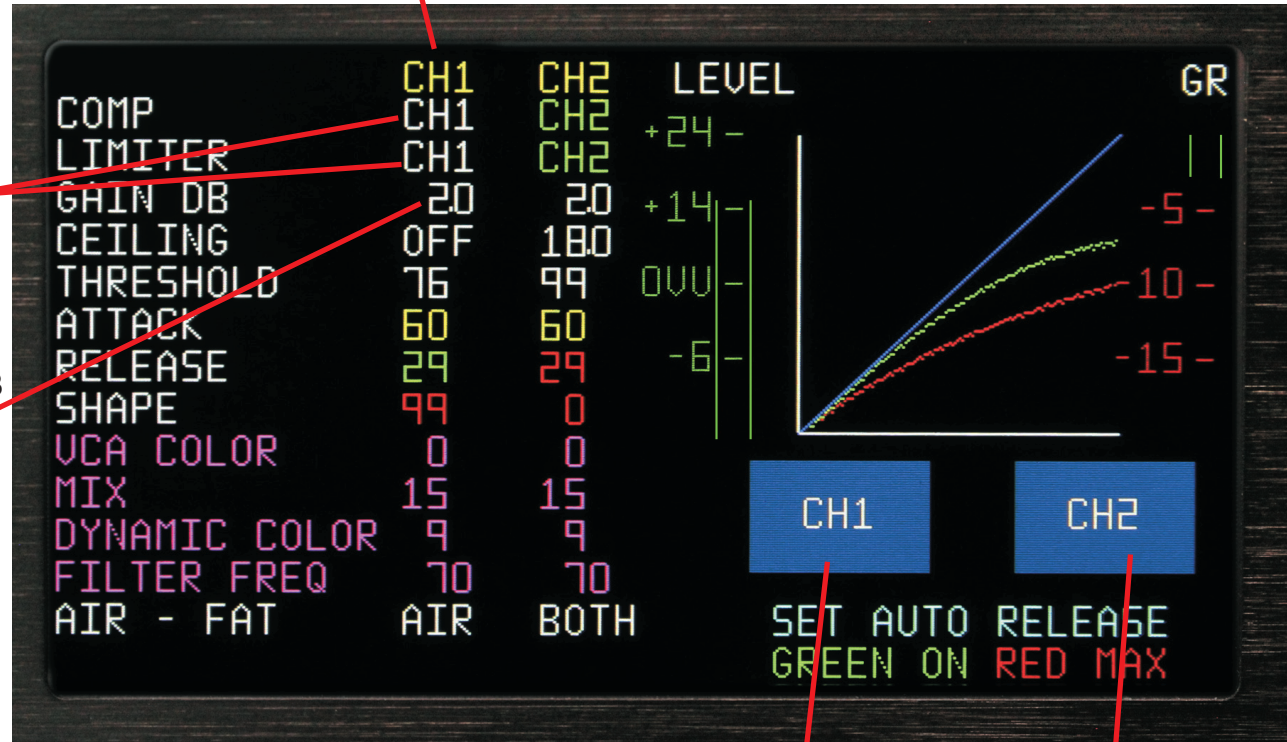 CH1 CH2 LEVEL GR
COMP CH1 CH2 +24 -
LIMITER CH1 CH2
GAIN DB 2.0 2.0 +14 - -5 -
CEILING OFF 18.0
THRESHOLD 76 99 0VU - -10 -
ATTACK 60 60
RELEASE 29 29 -6 - -15 -
SHAPE 99 0
VCA COLOR 0 0
MIX 15 15
DYNAMIC COLOR 9 9
FILTER FREQ 70 70
AIR - FAT AIR BOTH
CH1 CH2
SET AUTO RELEASE
GREEN ON RED MAX